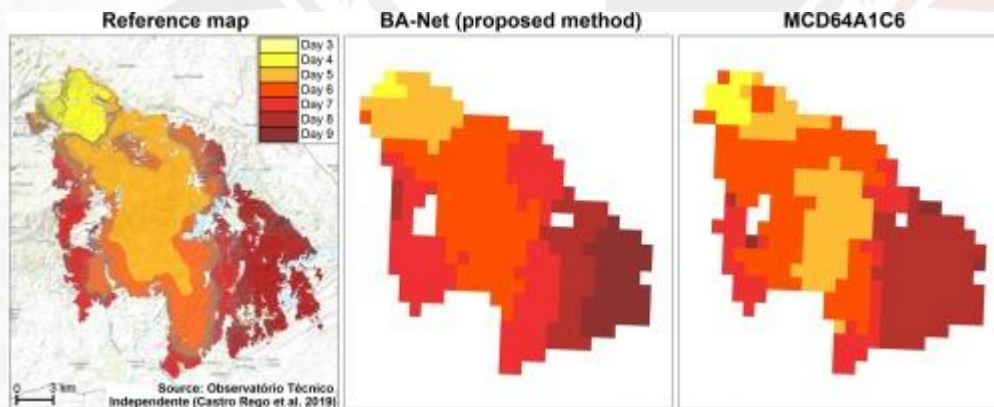 Reference map
BA-Net (proposed method)
MCD64A1C6
Day 3
Day 4
Day 5
Day 6
Day 7
Day 8
Day 9
0 3 km
Source: Observatório Técnico
Independente (Castro Rego et al. 2019)